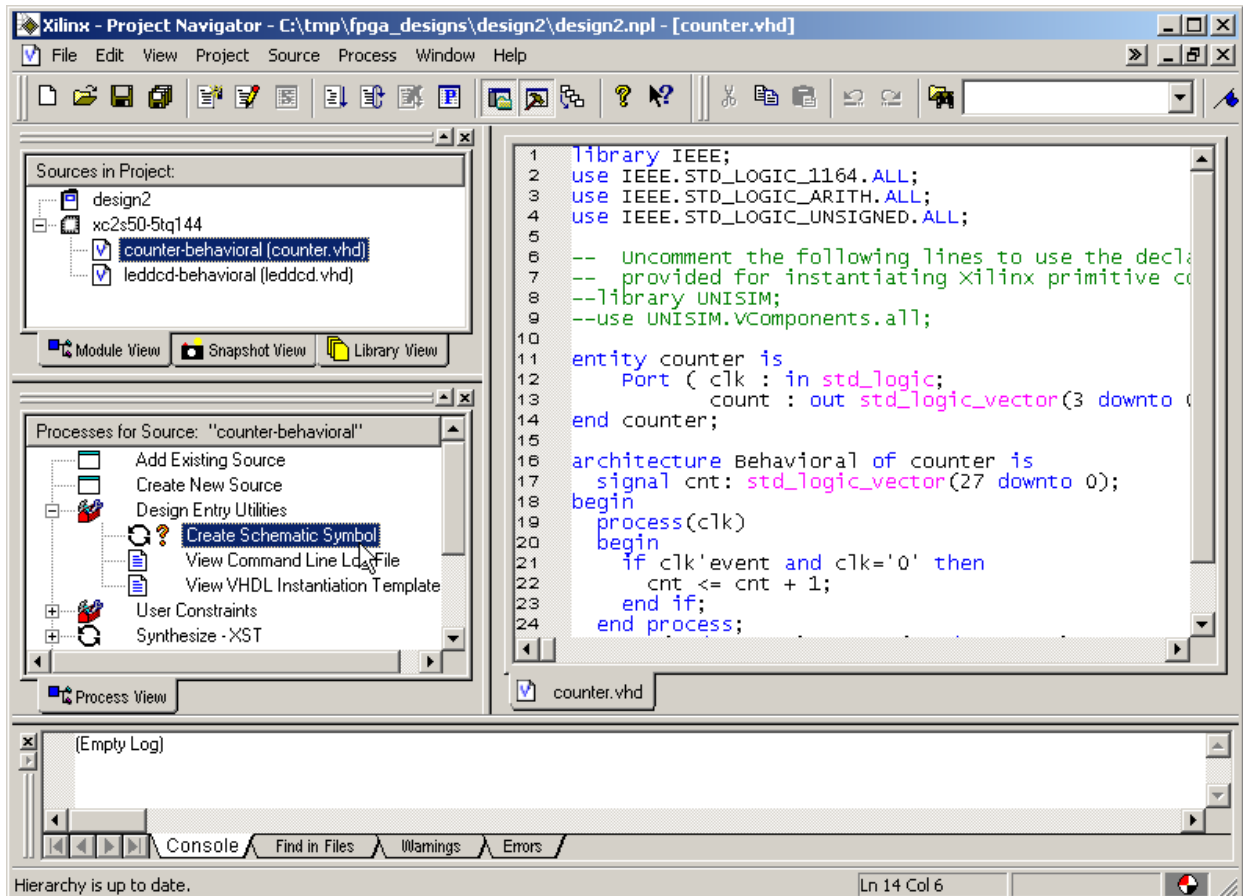 Xilinx - Project Navigator - C:\tmp\fpga_designs\design2\design2.npl - [counter.vhd]
File Edit View Project Source Process Window Help
Sources in Project:
design2
xc2s50-5tq144
counter-behavioral (counter.vhd)
leddcd-behavioral (leddcd.vhd)
Module View Snapshot View Library View
Processes for Source: "counter-behavioral"
Add Existing Source
Create New Source
Design Entry Utilities
Create Schematic Symbol
View Command Line Log File
View VHDL Instantiation Template
User Constraints
Synthesize - XST
Process View
1 library IEEE;
2 use IEEE.STD_LOGIC_1164.ALL;
3 use IEEE.STD_LOGIC_ARITH.ALL;
4 use IEEE.STD_LOGIC_UNSIGNED.ALL;
5
6 -- Uncomment the following lines to use the decla
7 -- provided for instantiating Xilinx primitive co
8 --library UNISIM;
9 --use UNISIM.VComponents.all;
10
11 entity counter is
12 Port ( clk : in std_logic;
13 count : out std_logic_vector(3 downto
14 end counter;
15
16 architecture Behavioral of counter is
17 signal cnt: std_logic_vector(27 downto 0);
18 begin
19 process(clk)
20 begin
21 if clk'event and clk='0' then
22 cnt <= cnt + 1;
23 end if;
24 end process;
counter.vhd
(Empty Log)
Console Find in Files Warnings Errors
Hierarchy is up to date. Ln 14 Col 6